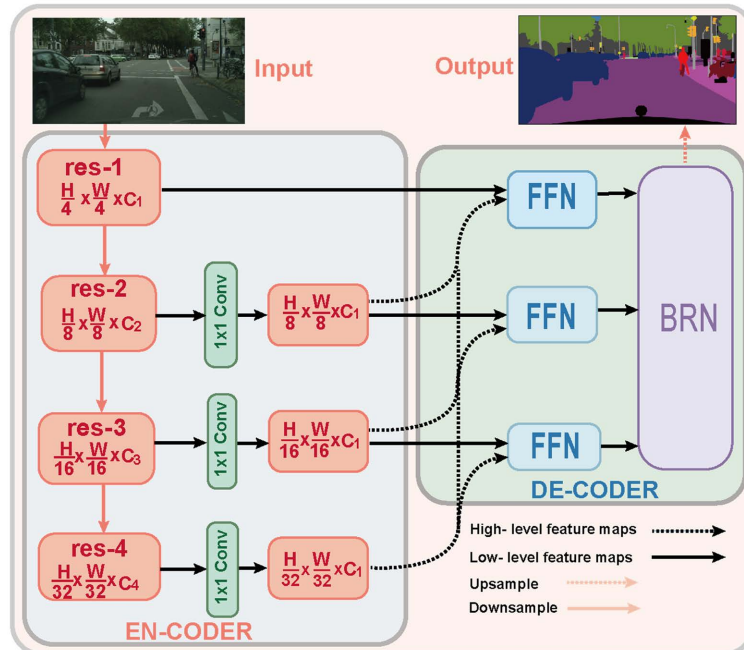 Input
Output
res-1
H/4 x W/4 x C1
FFN
res-2
H/8 x W/8 x C2
1x1 Conv
H/8 x W/8 x C1
FFN
BRN
res-3
H/16 x W/16 x C3
1x1 Conv
H/16 x W/16 x C1
FFN
DE-CODER
res-4
H/32 x W/32 x C4
1x1 Conv
H/32 x W/32 x C1
EN-CODER
High- level feature maps
Low- level feature maps
Upsample
Downsample